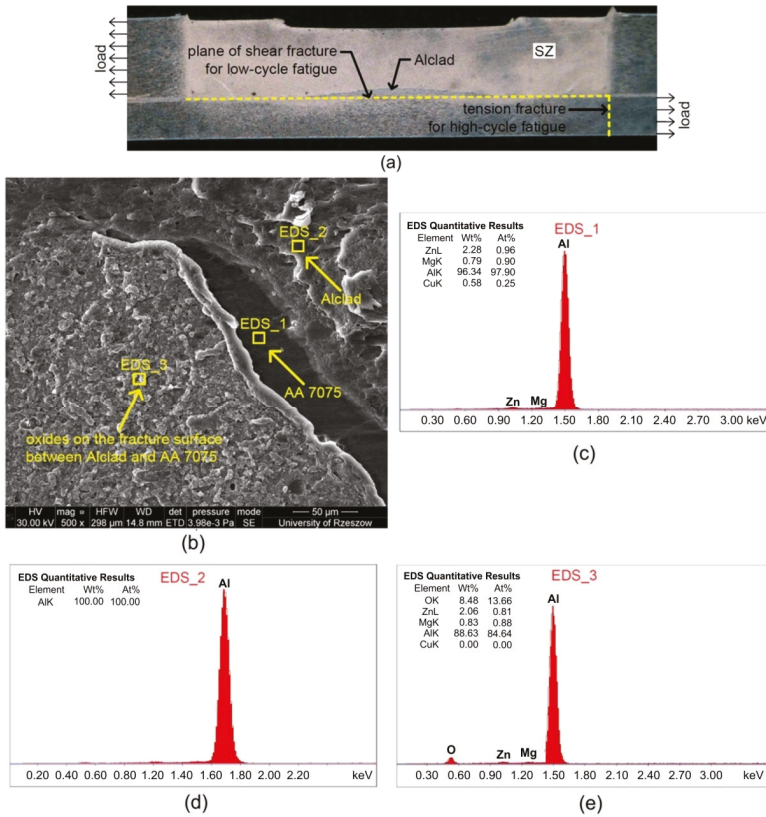 load
plane of shear fracture
for low-cycle fatigue
Alclad
SZ
tension fracture
for high-cycle fatigue
load
(a)
EDS_2
Alclad
EDS_1
AA 7075
EDS_3
oxides on the fracture surface
between Alclad and AA 7075
HV mag HFW WD det pressure mode
30.00 kV 500 x 298 µm 14.8 mm ETD 3.98e-3 Pa SE
50 µm
University of Rzeszow
(b)
EDS Quantitative Results
Element Wt% At%
ZnL 2.28 0.96
MgK 0.79 0.90
AlK 96.34 97.90
CuK 0.58 0.25
EDS_1
Al
Zn Mg
0.30 0.60 0.90 1.20 1.50 1.80 2.10 2.40 2.70 3.00 keV
(c)
EDS Quantitative Results
Element Wt% At%
AlK 100.00 100.00
EDS_2
Al
0.20 0.40 0.60 0.80 1.00 1.20 1.40 1.60 1.80 2.00 2.20 keV
(d)
EDS Quantitative Results
Element Wt% At%
OK 8.48 13.66
ZnL 2.06 0.81
MgK 0.83 0.88
AlK 88.63 84.64
CuK 0.00 0.00
EDS_3
Al
O Zn Mg
0.30 0.6 0.90 1.20 1.50 1.80 2.10 2.40 2.70 3.00 keV
(e)